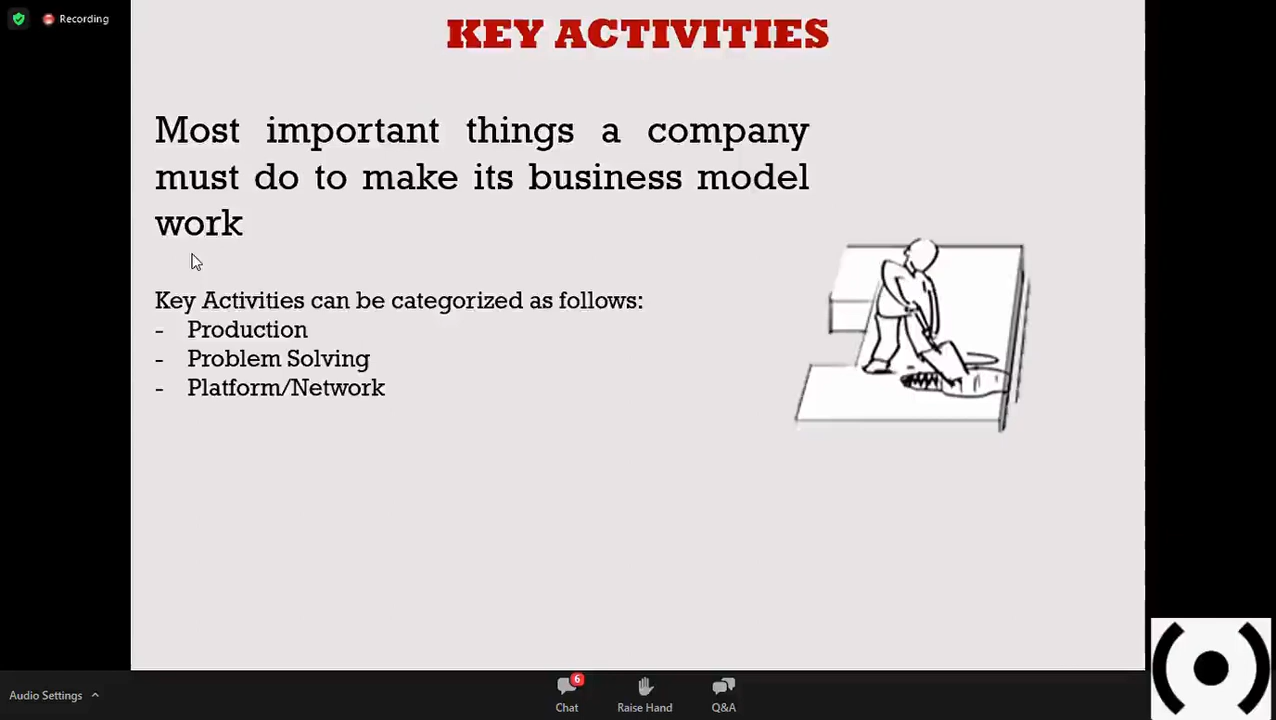 Recording
KEY ACTIVITIES
Most important things a company
must do to make its business model
work
Key Activities can be categorized as follows:
- Production
- Problem Solving
- Platform/Network
Audio Settings
6
Chat
Raise Hand
Q&A